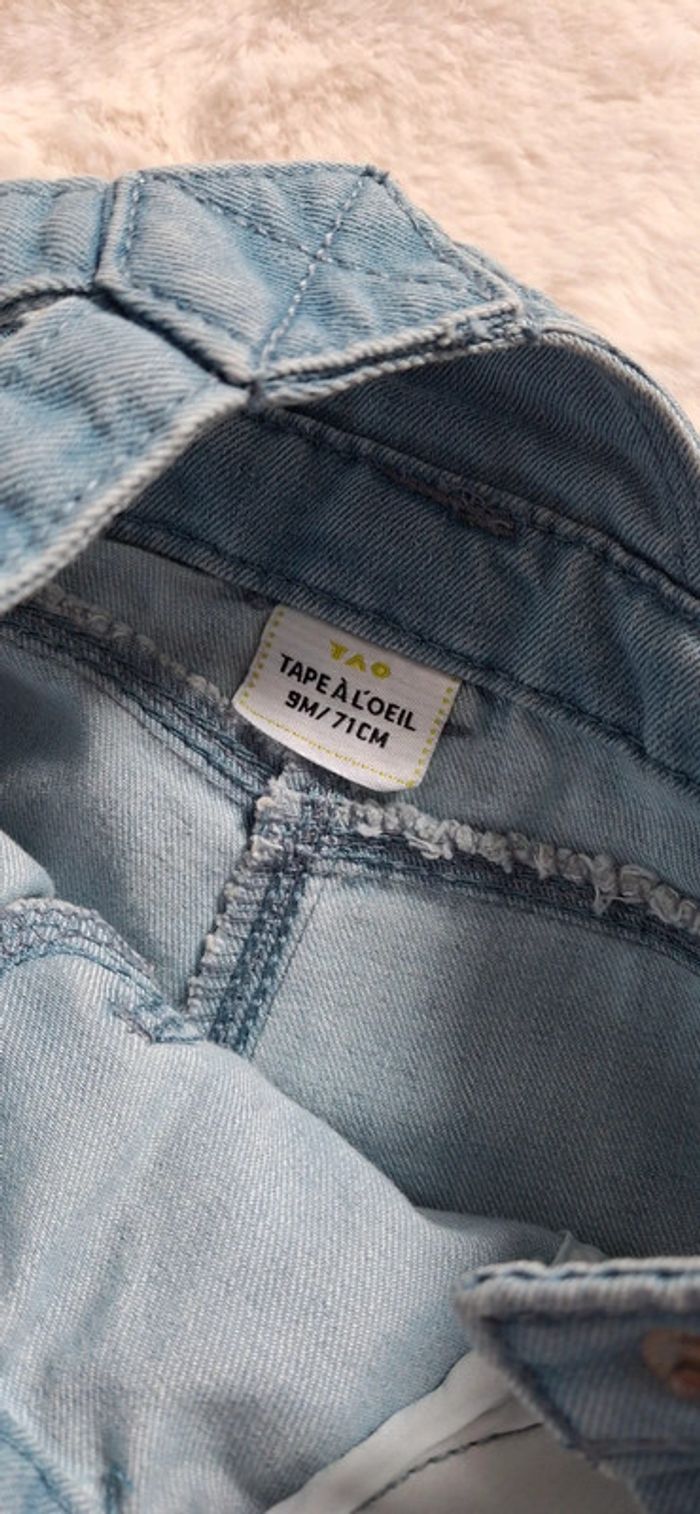 TAO
TAPE À L'OEIL
9M/71CM